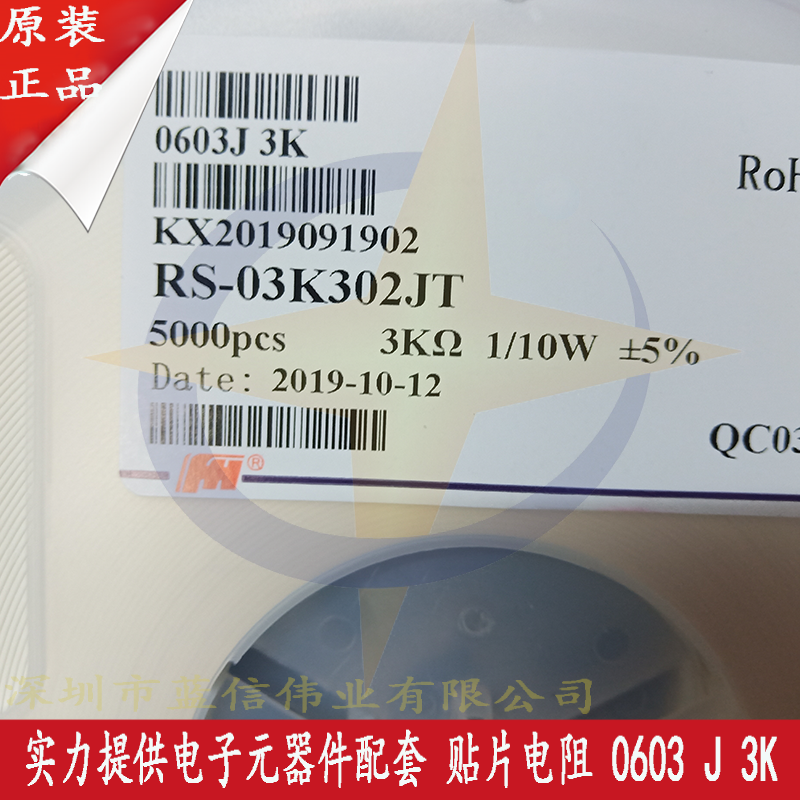 原装
正品
0603J 3K
RoH
KX2019091902
RS-03K302JT
5000pcs 3KΩ 1/10W ±5%
Date: 2019-10-12
QC03
®
深圳市蓝信伟业有限公司
实力提供电子元器件配套 贴片电阻 0603 J 3K